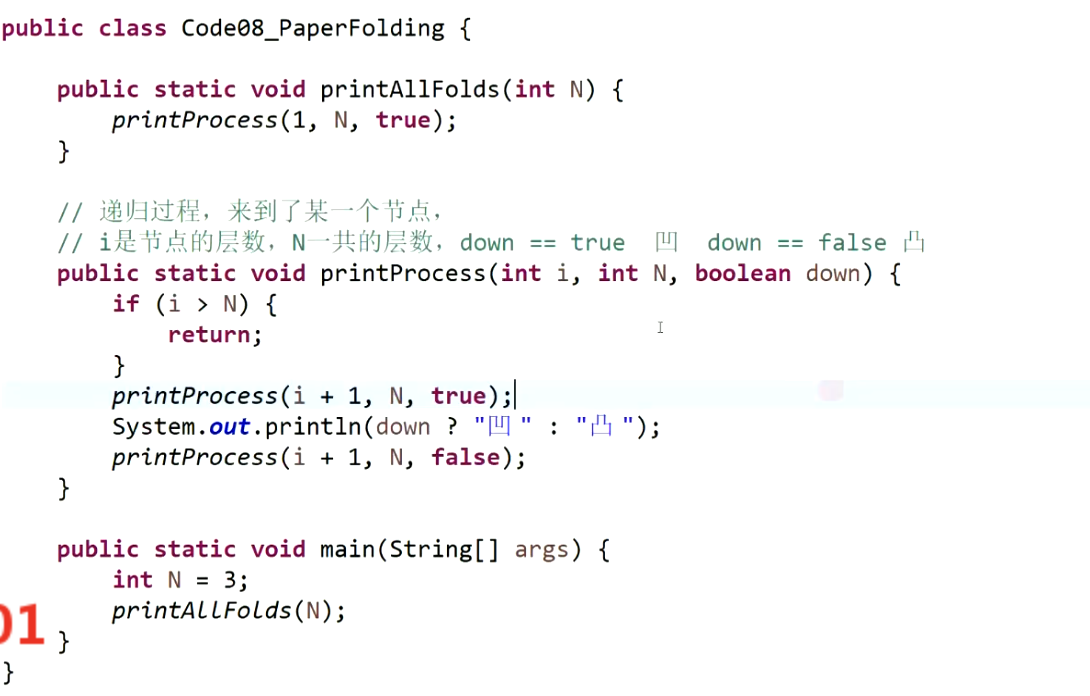 public class Code08_PaperFolding {
public static void printAllFolds(int N) {
printProcess(1, N, true);
}
// 递归过程，来到了某一个节点，
// i是节点的层数，N一共的层数，down == true 凹 down == false 凸
public static void printProcess(int i, int N, boolean down) {
if (i > N) {
return;
}
printProcess(i + 1, N, true);
System.out.println(down ? "凹 " : "凸 ");
printProcess(i + 1, N, false);
}
public static void main(String[] args) {
int N = 3;
printAllFolds(N);
01
}
}